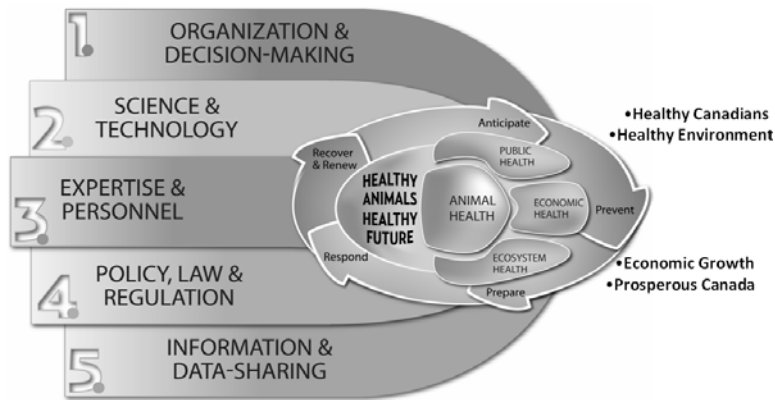 1.
ORGANIZATION &
DECISION-MAKING
2.
SCIENCE &
TECHNOLOGY
3.
EXPERTISE &
PERSONNEL
4.
POLICY, LAW &
REGULATION
5.
INFORMATION &
DATA-SHARING
Anticipate
Recover
& Renew
PUBLIC
HEALTH
HEALTHY
ANIMALS
HEALTHY
FUTURE
ANIMAL
HEALTH
ECONOMIC
HEALTH
Prevent
Respond
ECOSYSTEM
HEALTH
Prepare
•Healthy Canadians
•Healthy Environment
•Economic Growth
•Prosperous Canada